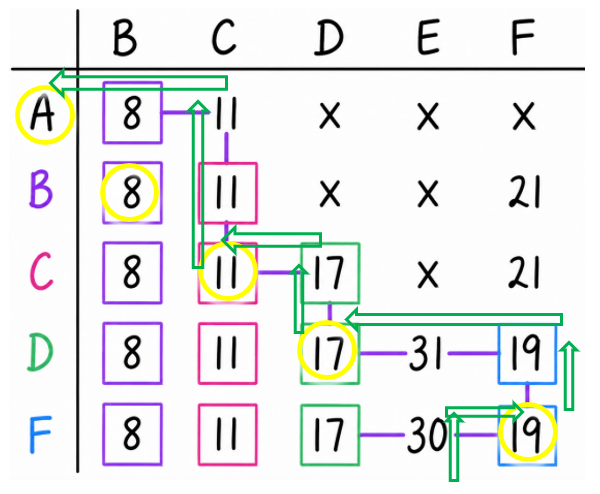 B C D E F
A 8 11 x x x
B 8 11 x x 21
C 8 11 17 x 21
D 8 11 17 31 19
F 8 11 17 30 19